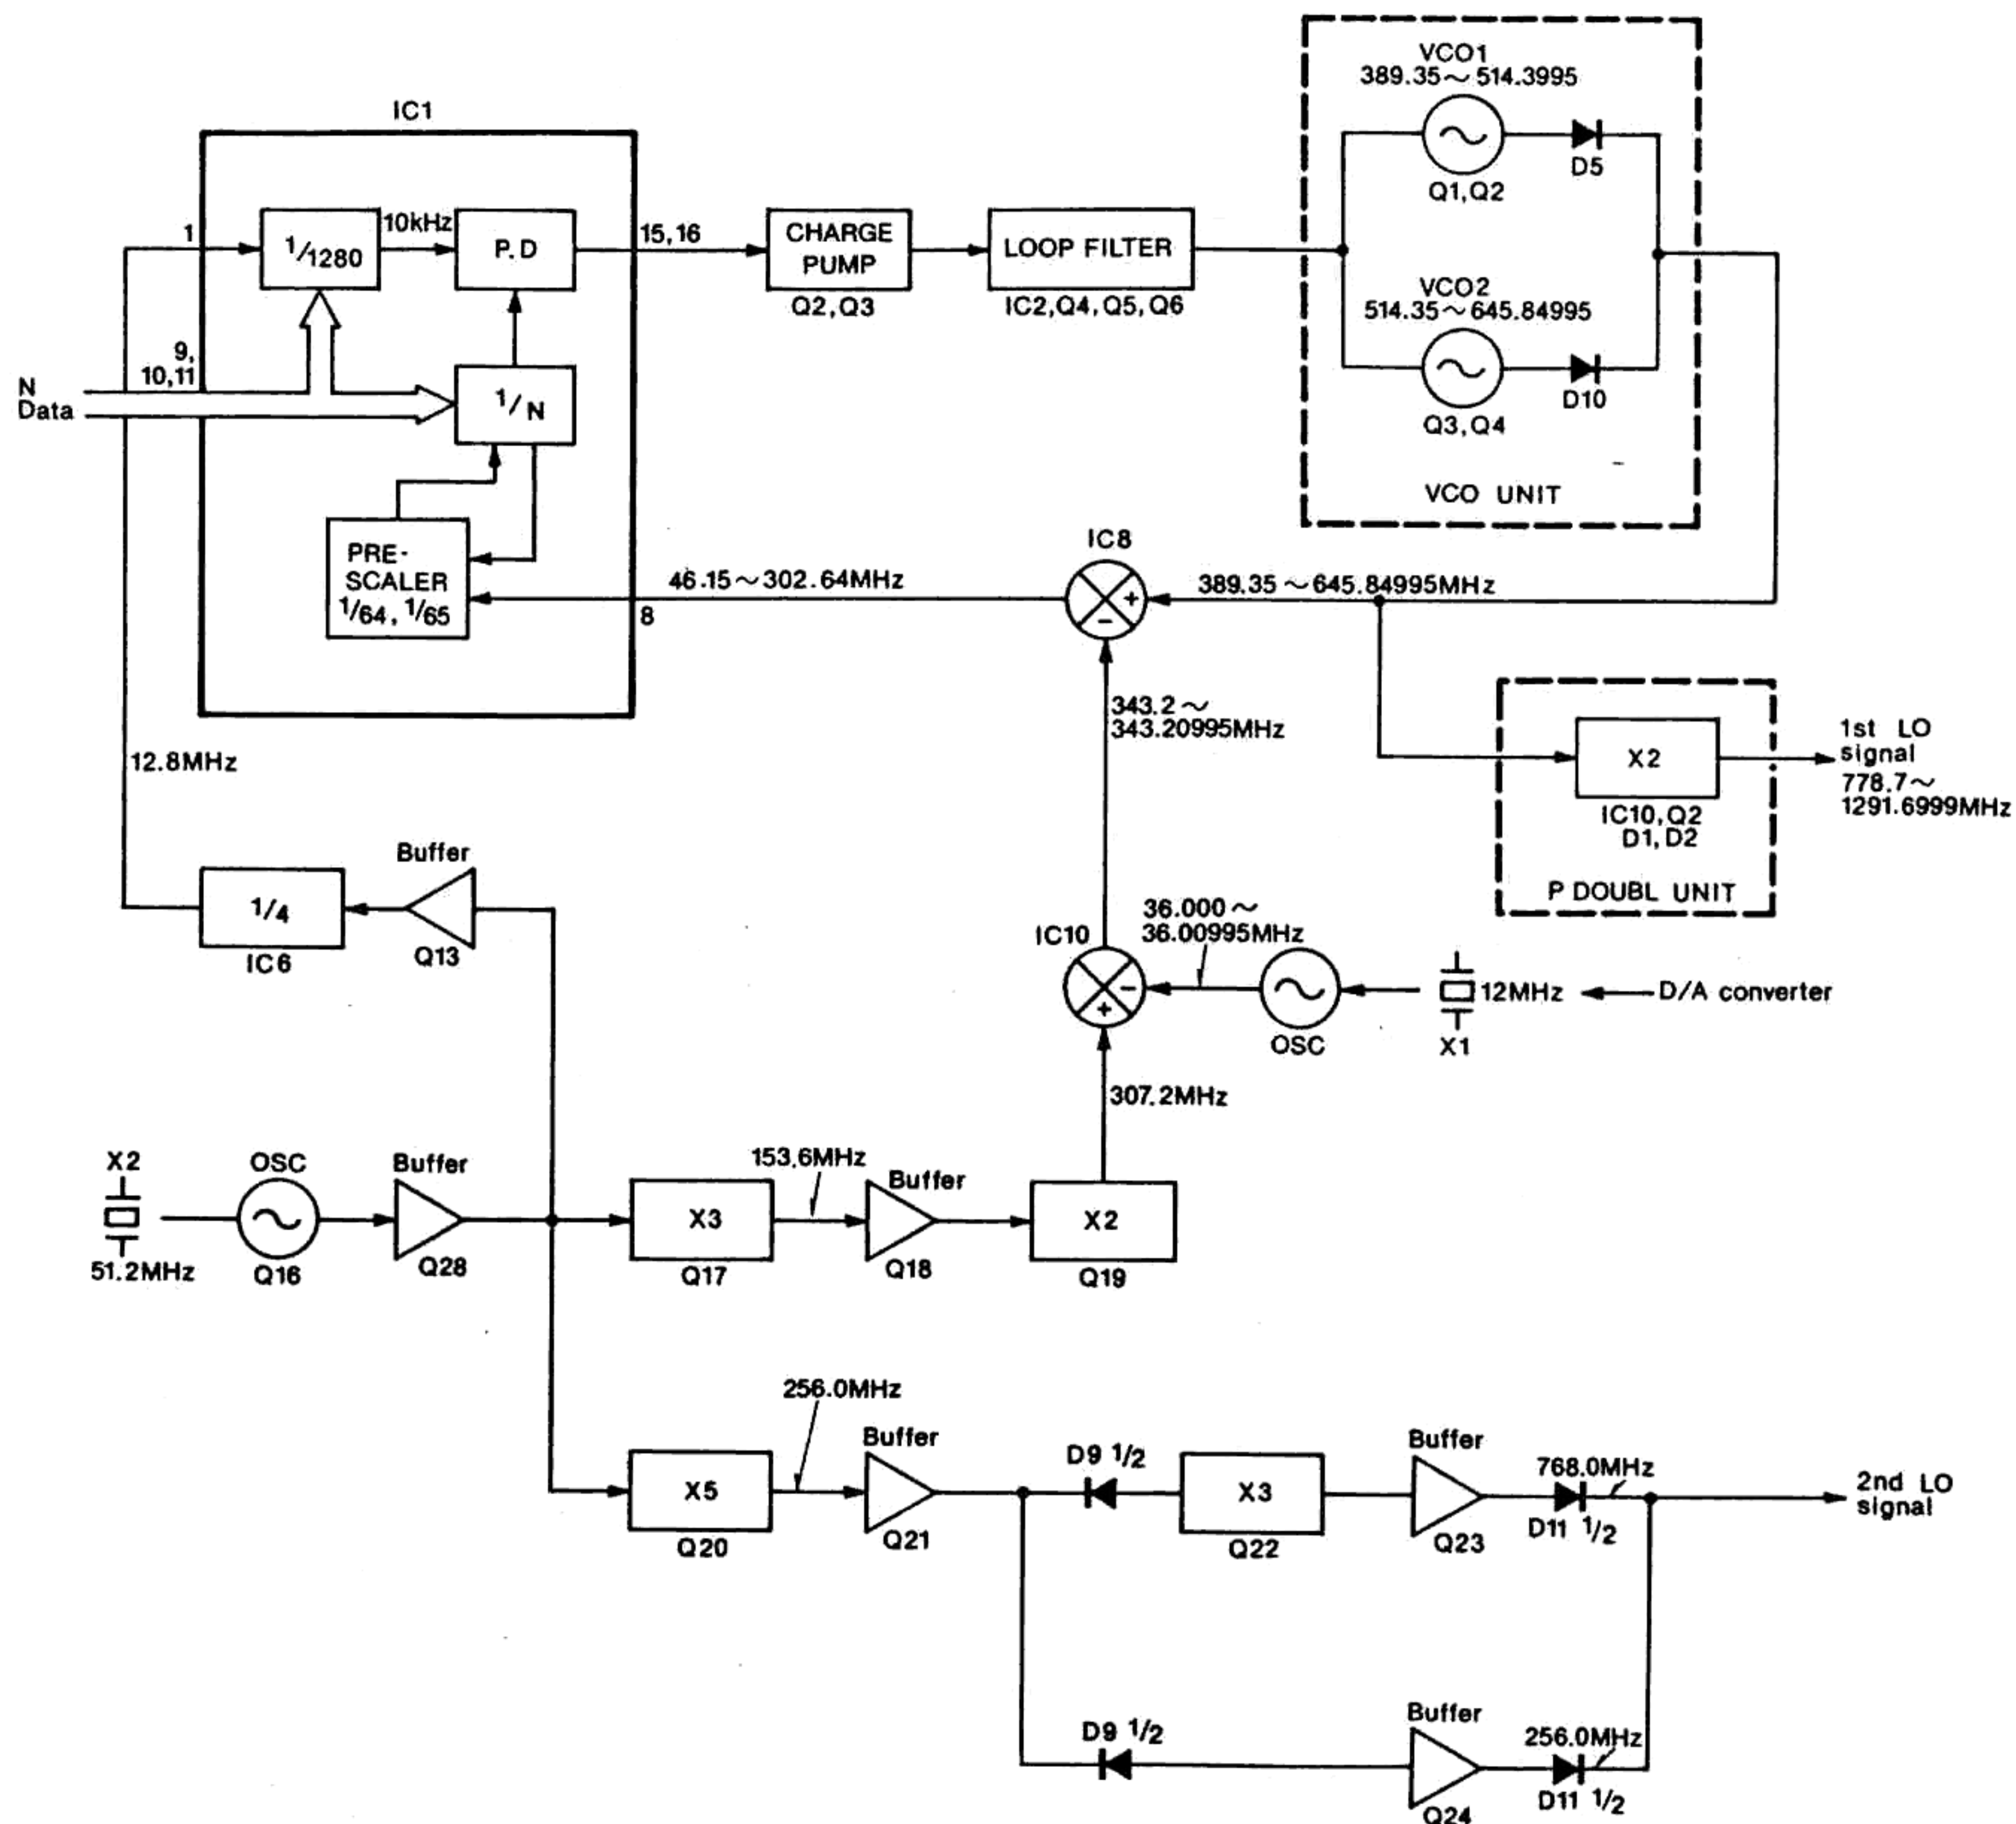 VCO1
389.35～514.3995
D5
Q1,Q2
VCO2
514.35～645.84995
D10
Q3,Q4
VCO UNIT
IC1
1
1/1280
10kHz
P.D
15,16
CHARGE
PUMP
Q2,Q3
LOOP FILTER
IC2,Q4,Q5,Q6
9,
10,11
N
Data
1/N
PRE-
SCALER
1/64, 1/65
46.15～302.64MHz
8
IC8
+
-
389.35～645.84995MHz
343.2～
343.20995MHz
X2
IC10,Q2
D1,D2
P DOUBL UNIT
1st LO
signal
778.7～
1291.6999MHz
12.8MHz
1/4
IC6
Buffer
Q13
IC10
-
+
36.000～
36.00995MHz
OSC
12MHz
X1
D/A converter
307.2MHz
X2
51.2MHz
OSC
Q16
Buffer
Q28
X3
Q17
153.6MHz
Buffer
Q18
X2
Q19
X5
Q20
256.0MHz
Buffer
Q21
D9 1/2
X3
Q22
Buffer
Q23
768.0MHz
D11 1/2
2nd LO
signal
D9 1/2
Buffer
Q24
256.0MHz
D11 1/2